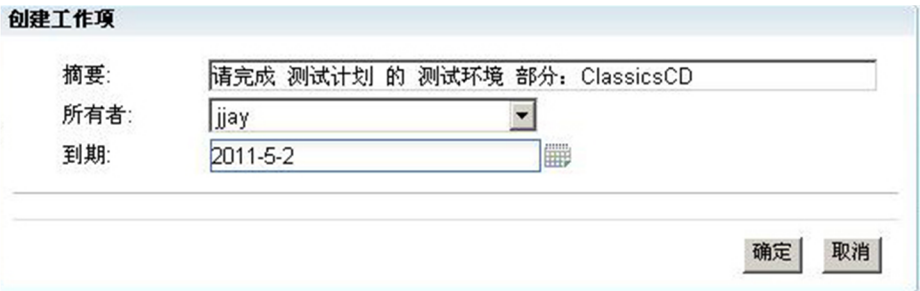 创建工作项
摘要: 请完成 测试计划 的 测试环境 部分：ClassicsCD
所有者: jjay
到期: 2011-5-2
确定 取消